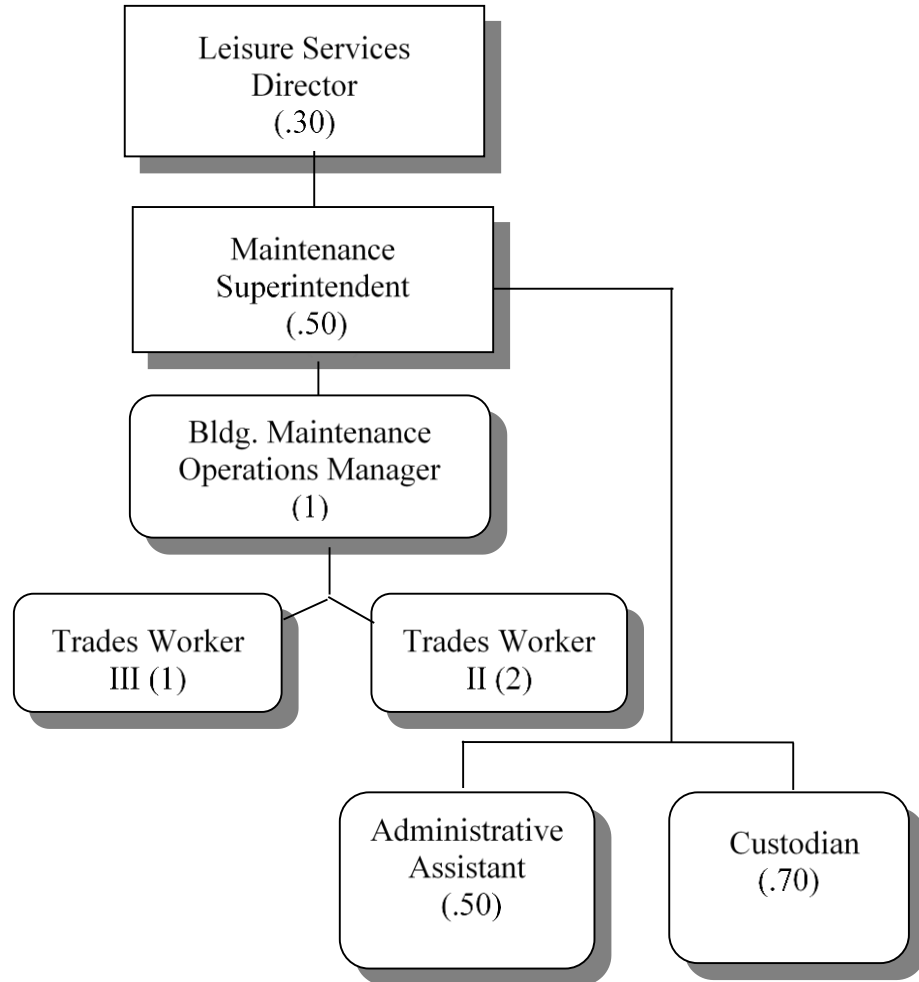 Leisure Services
Director
(.30)
Maintenance
Superintendent
(.50)
Bldg. Maintenance
Operations Manager
(1)
Trades Worker
III (1)
Trades Worker
II (2)
Administrative
Assistant
(.50)
Custodian
(.70)